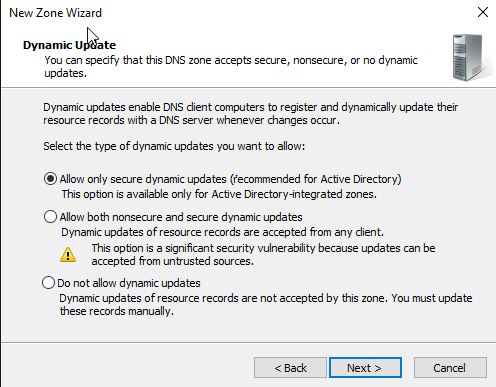 New Zone Wizard
Dynamic Update
You can specify that this DNS zone accepts secure, nonsecure, or no dynamic
updates.
Dynamic updates enable DNS client computers to register and dynamically update their
resource records with a DNS server whenever changes occur.
Select the type of dynamic updates you want to allow:
Allow only secure dynamic updates (recommended for Active Directory)
This option is available only for Active Directory-integrated zones.
Allow both nonsecure and secure dynamic updates
Dynamic updates of resource records are accepted from any client.
This option is a significant security vulnerability because updates can be
accepted from untrusted sources.
Do not allow dynamic updates
Dynamic updates of resource records are not accepted by this zone. You must update
these records manually.
< Back Next > Cancel